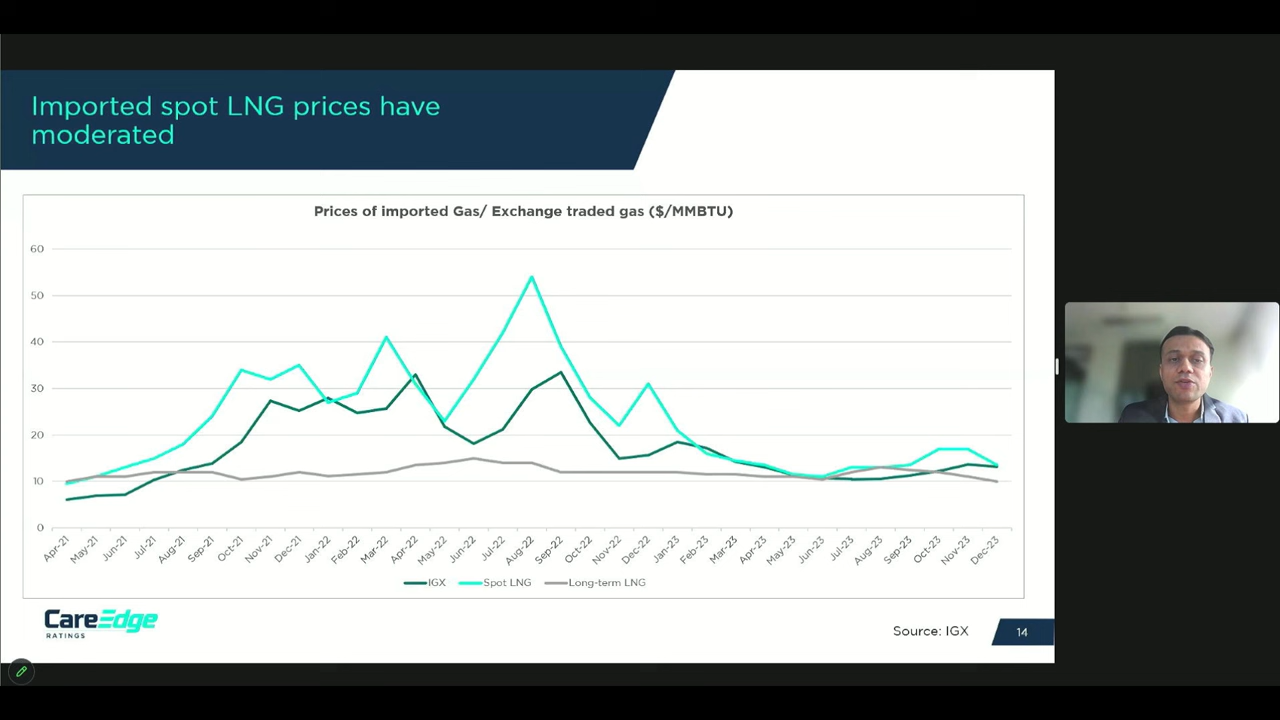 Imported spot LNG prices have
moderated
Prices of imported Gas/ Exchange traded gas ($/MMBTU)
60
50
40
30
20
10
0
Apr-21 May-21 Jun-21 Jul-21 Aug-21 Sep-21 Oct-21 Nov-21 Dec-21 Jan-22 Feb-22 Mar-22 Apr-22 May-22 Jun-22 Jul-22 Aug-22 Sep-22 Oct-22 Nov-22 Dec-22 Jan-23 Feb-23 Mar-23 Apr-23 May-23 Jun-23 Jul-23 Aug-23 Sep-23 Oct-23 Nov-23 Dec-23
IGX Spot LNG Long-term LNG
CareEdge
RATINGS
Source: IGX
14